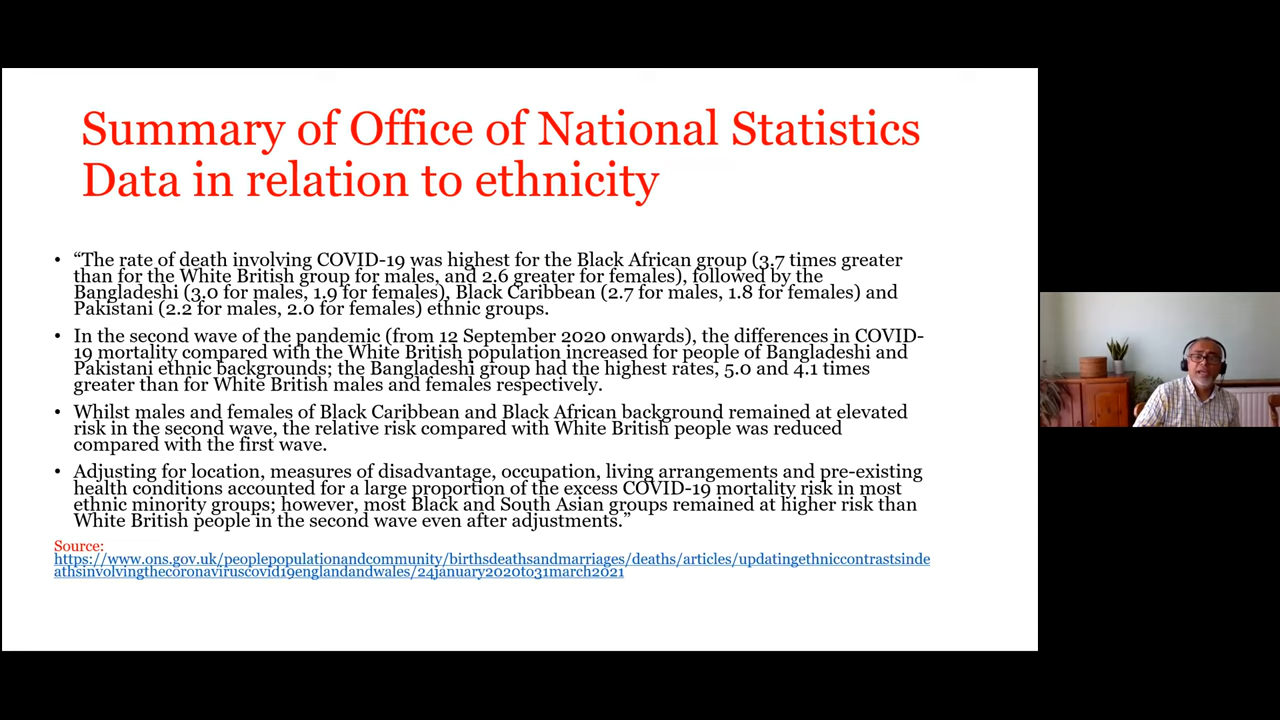 Summary of Office of National Statistics
Data in relation to ethnicity
• “The rate of death involving COVID-19 was highest for the Black African group (3.7 times greater
than for the White British group for males, and 2.6 greater for females), followed by the
Bangladeshi (3.0 for males, 1.9 for females), Black Caribbean (2.7 for males, 1.8 for females) and
Pakistani (2.2 for males, 2.0 for females) ethnic groups.
• In the second wave of the pandemic (from 12 September 2020 onwards), the differences in COVID-
19 mortality compared with the White British population increased for people of Bangladeshi and
Pakistani ethnic backgrounds; the Bangladeshi group had the highest rates, 5.0 and 4.1 times
greater than for White British males and females respectively.
• Whilst males and females of Black Caribbean and Black African background remained at elevated
risk in the second wave, the relative risk compared with White British people was reduced
compared with the first wave.
• Adjusting for location, measures of disadvantage, occupation, living arrangements and pre-existing
health conditions accounted for a large proportion of the excess COVID-19 mortality risk in most
ethnic minority groups; however, most Black and South Asian groups remained at higher risk than
White British people in the second wave even after adjustments.”
Source:
https://www.ons.gov.uk/peoplepopulationandcommunity/birthsdeathsandmarriages/deaths/articles/updatingethniccontrastsinde
athsinvolvingthecoronaviruscovid19englandandwales/24january2020to31march2021